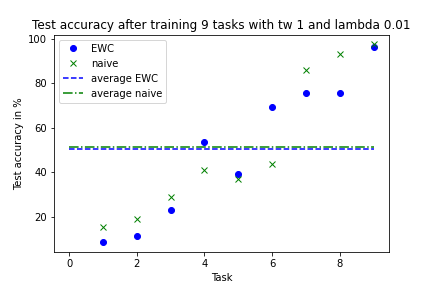 Test accuracy after training 9 tasks with tw 1 and lambda 0.01
100
80
60
40
20
Test accuracy in %
EWC
naive
average EWC
average naive
0 2 4 6 8
Task